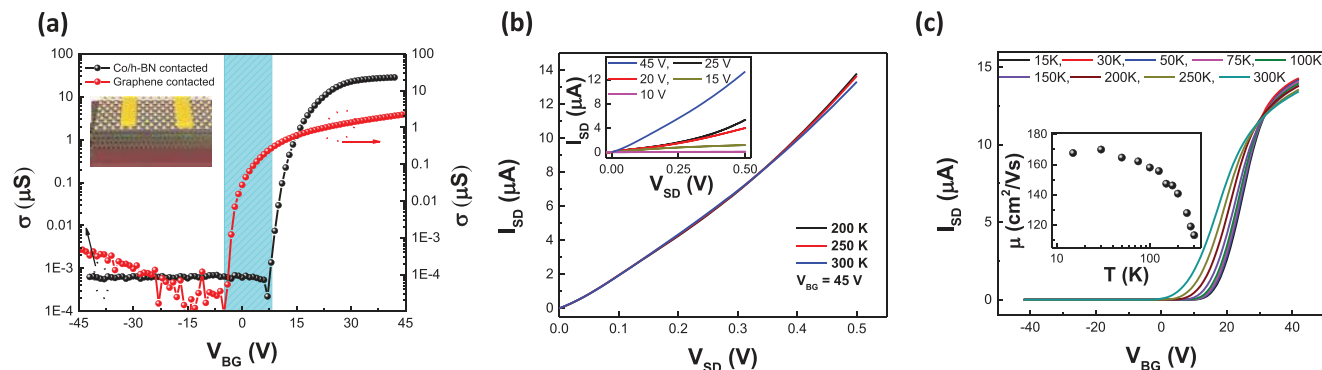 (a)
100
10
1
0.1
0.01
1E-3
1E-4
σ (μS)
Co/h-BN contacted
Graphene contacted
100
10
1
0.1
0.01
1E-3
1E-4
σ (μS)
-45 -30 -15 0 15 30 45
V_BG (V)
(b)
14
12
10
8
6
4
2
0
I_SD (μA)
45 V, 25 V
20 V, 15 V
10 V
12
8
4
0
I_SD (μA)
0.00 0.25 0.50
V_SD (V)
200 K
250 K
300 K
V_BG = 45 V
0.0 0.1 0.2 0.3 0.4 0.5
V_SD (V)
(c)
15K, 30K, 50K, 75K, 100K,
150K, 200K, 250K, 300K
15
10
5
0
I_SD (μA)
180
160
140
120
μ (cm²/Vs)
10 100
T (K)
-40 -20 0 20 40
V_BG (V)